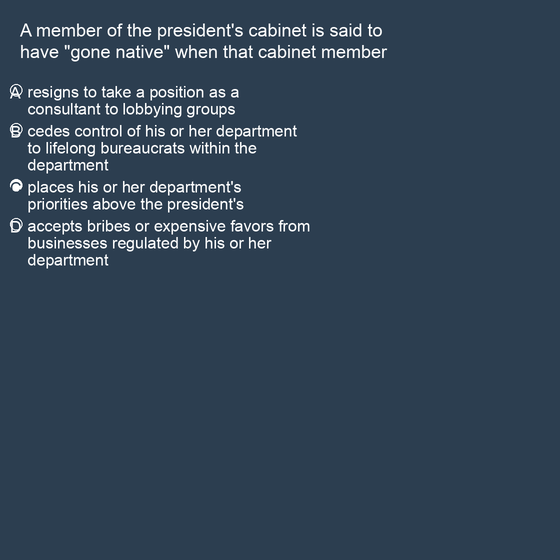 A member of the president's cabinet is said to
have "gone native" when that cabinet member
A resigns to take a position as a
consultant to lobbying groups
B cedes control of his or her department
to lifelong bureaucrats within the
department
C places his or her department's
priorities above the president's
D accepts bribes or expensive favors from
businesses regulated by his or her
department